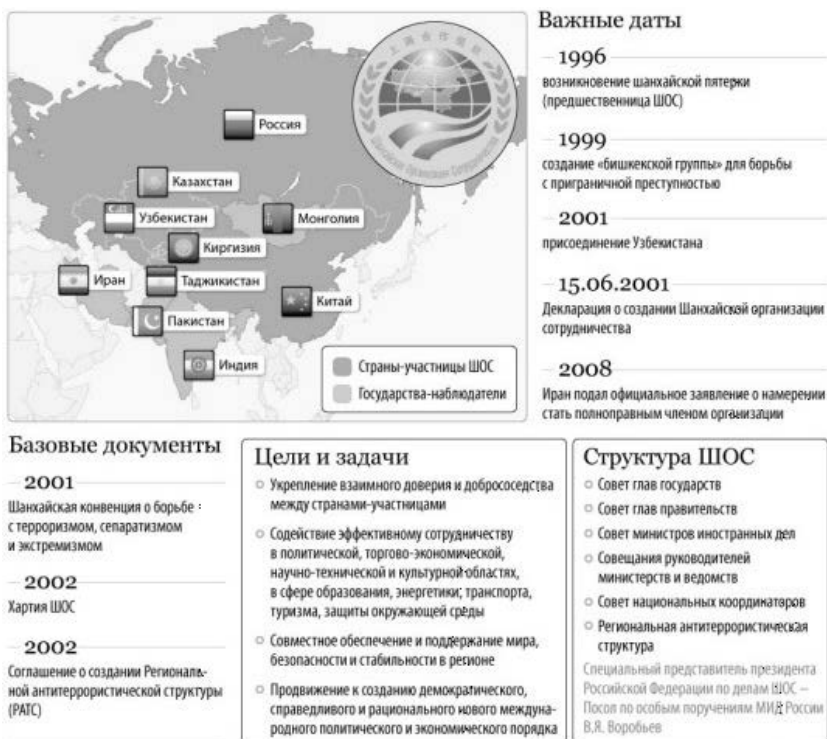 Россия
Казахстан
Узбекистан
Монголия
Киргизия
Иран
Таджикистан
Китай
Пакистан
Индия
Страны-участницы ШОС
Государства-наблюдатели
Важные даты
1996
возникновение шанхайской пятерки
(предшественница ШОС)
1999
создание «бишкекской группы» для борьбы
с приграничной преступностью
2001
присоединение Узбекистана
15.06.2001
Декларация о создании Шанхайской организации
сотрудничества
2008
Иран подал официальное заявление о намерении
стать полноправным членом организации
Базовые документы
2001
Шанхайская конвенция о борьбе
с терроризмом, сепаратизмом
и экстремизмом
2002
Хартия ШОС
2002
Соглашение о создании Региональ-
ной антитеррористической структуры
(РАТС)
Цели и задачи
Укрепление взаимного доверия и добрососедства
между странами-участницами
Содействие эффективному сотрудничеству
в политической, торгово-экономической,
научно-технической и культурной областях,
в сфере образования, энергетики; транспорта,
туризма, защиты окружающей среды
Совместное обеспечение и поддержание мира,
безопасности и стабильности в регионе
Продвижение к созданию демократического,
справедливого и рационального нового междуна-
родного политического и экономического порядка
Структура ШОС
Совет глав государств
Совет глав правительств
Совет министров иностранных дел
Совещания руководителей
министерств и ведомств
Совет национальных координаторов
Региональная антитеррористическая
структура
Специальный представитель президента
Российской Федерации по делам ШОС –
Посол по особым поручениям МИД России
В.Я. Воробьев